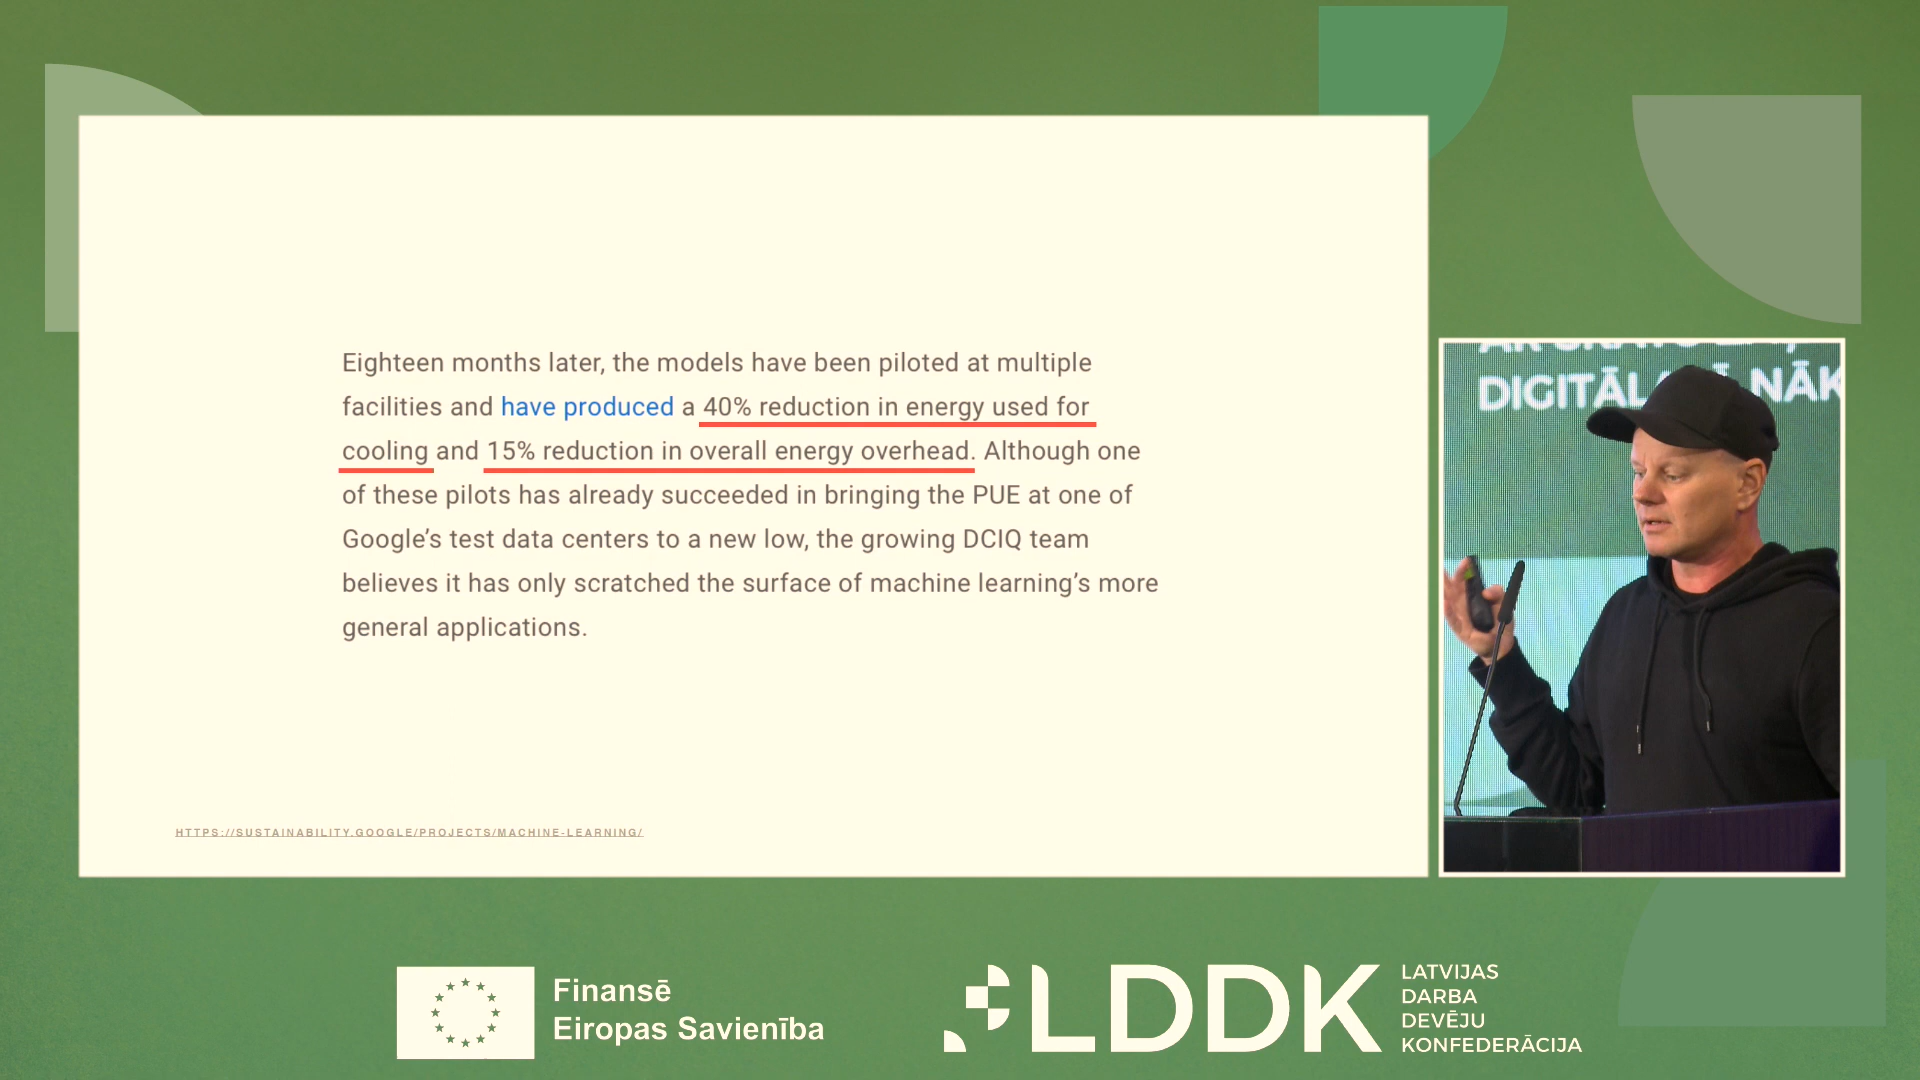 Eighteen months later, the models have been piloted at multiple
facilities and have produced a 40% reduction in energy used for
cooling and 15% reduction in overall energy overhead. Although one
of these pilots has already succeeded in bringing the PUE at one of
Google’s test data centers to a new low, the growing DCIQ team
believes it has only scratched the surface of machine learning’s more
general applications.
HTTPS://SUSTAINABILITY.GOOGLE/PROJECTS/MACHINE-LEARNING/
Finansē
Eiropas Savienība
LDDK
LATVIJAS
DARBA
DEVĒJU
KONFEDERĀCIJA